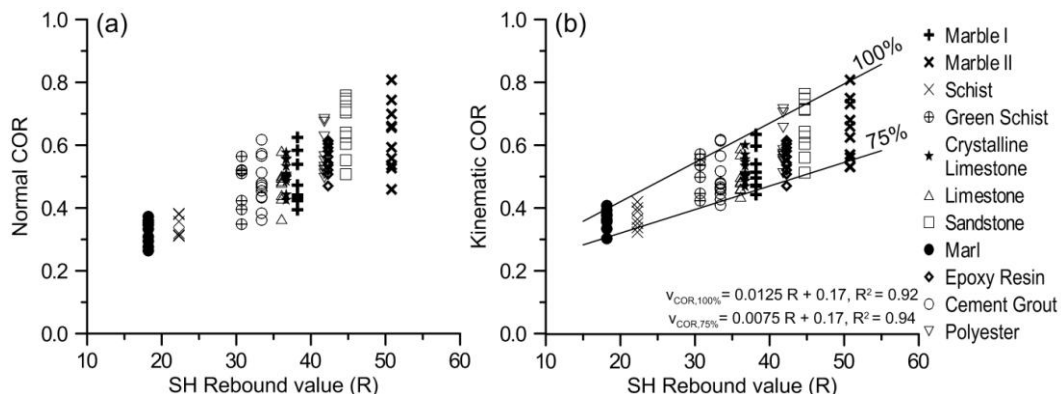 (a)
Normal COR
1.0
0.8
0.6
0.4
0.2
0.0
10
20
30
40
50
60
SH Rebound value (R)
(b)
Kinematic COR
1.0
0.8
0.6
0.4
0.2
0.0
100%
75%
vCOR,100%= 0.0125 R + 0.17, R² = 0.92
vCOR,75%= 0.0075 R + 0.17, R² = 0.94
10
20
30
40
50
60
SH Rebound value (R)
Marble I
Marble II
Schist
Green Schist
Crystalline
Limestone
Limestone
Sandstone
Marl
Epoxy Resin
Cement Grout
Polyester